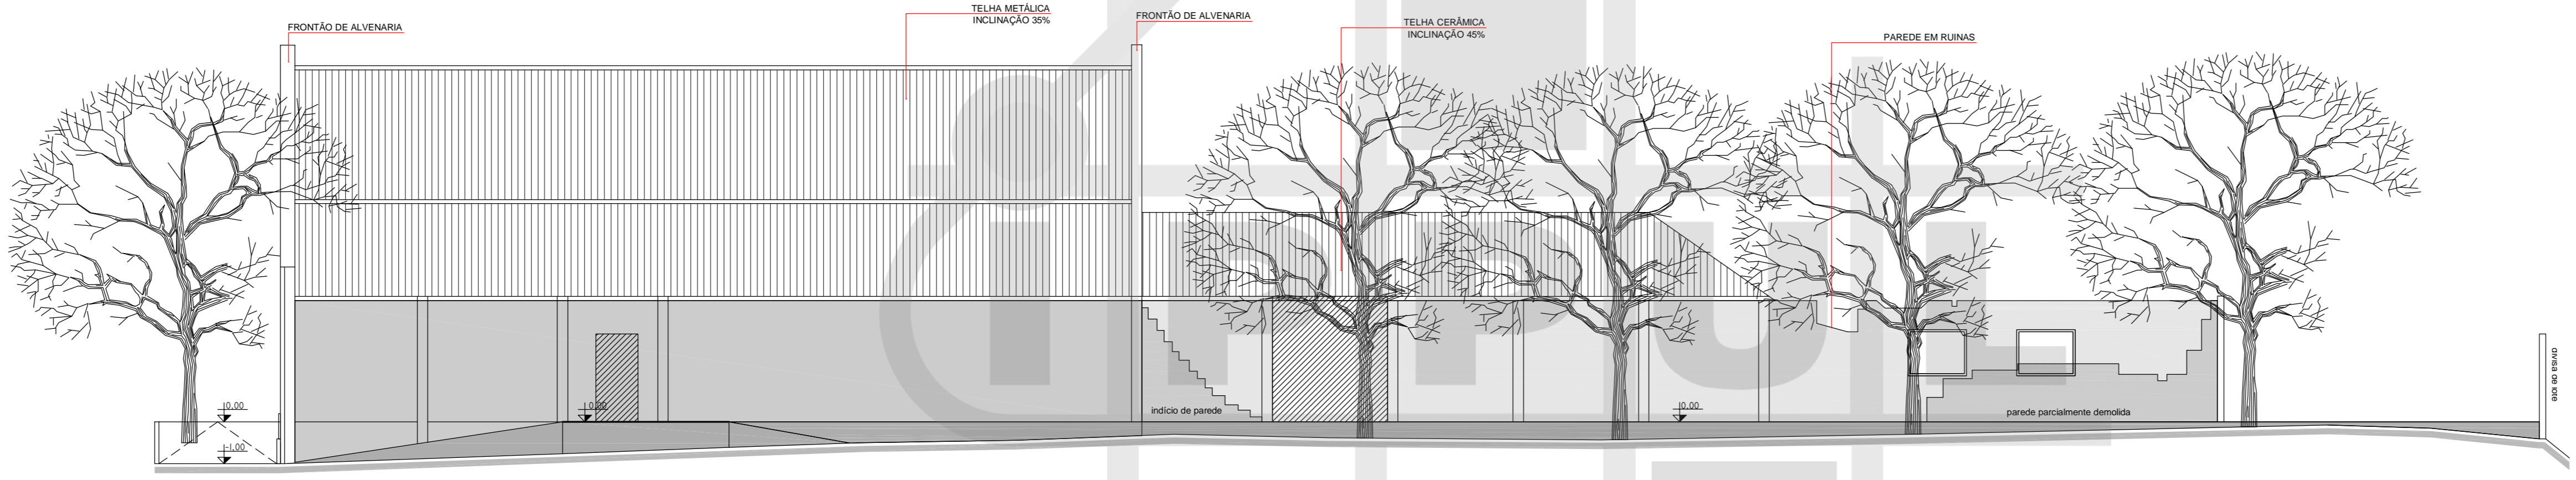 FRONTÃO DE ALVENARIA
TELHA METÁLICA
INCLINAÇÃO 35%
FRONTÃO DE ALVENARIA
TELHA CERÂMICA
INCLINAÇÃO 45%
PAREDE EM RUINAS
IPPUL
divisa de lote
0.00
0.00
0.00
indício de parede
parede parcialmente demolida
-1.00